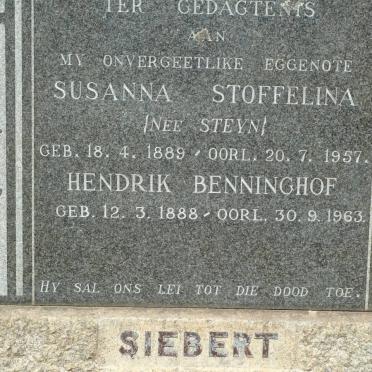 TER GEDAGTENIS
AAN
MY ONVERGEETLIKE EGGENOTE
SUSANNA STOFFELINA
/NEE STEYN/
GEB. 18. 4. 1889 - OORL. 20. 7. 1957.
HENDRIK BENNINGHOF
GEB. 12. 3. 1888 - OORL. 30. 9. 1963.
HY SAL ONS LEI TOT DIE DOOD TOE.
SIEBERT